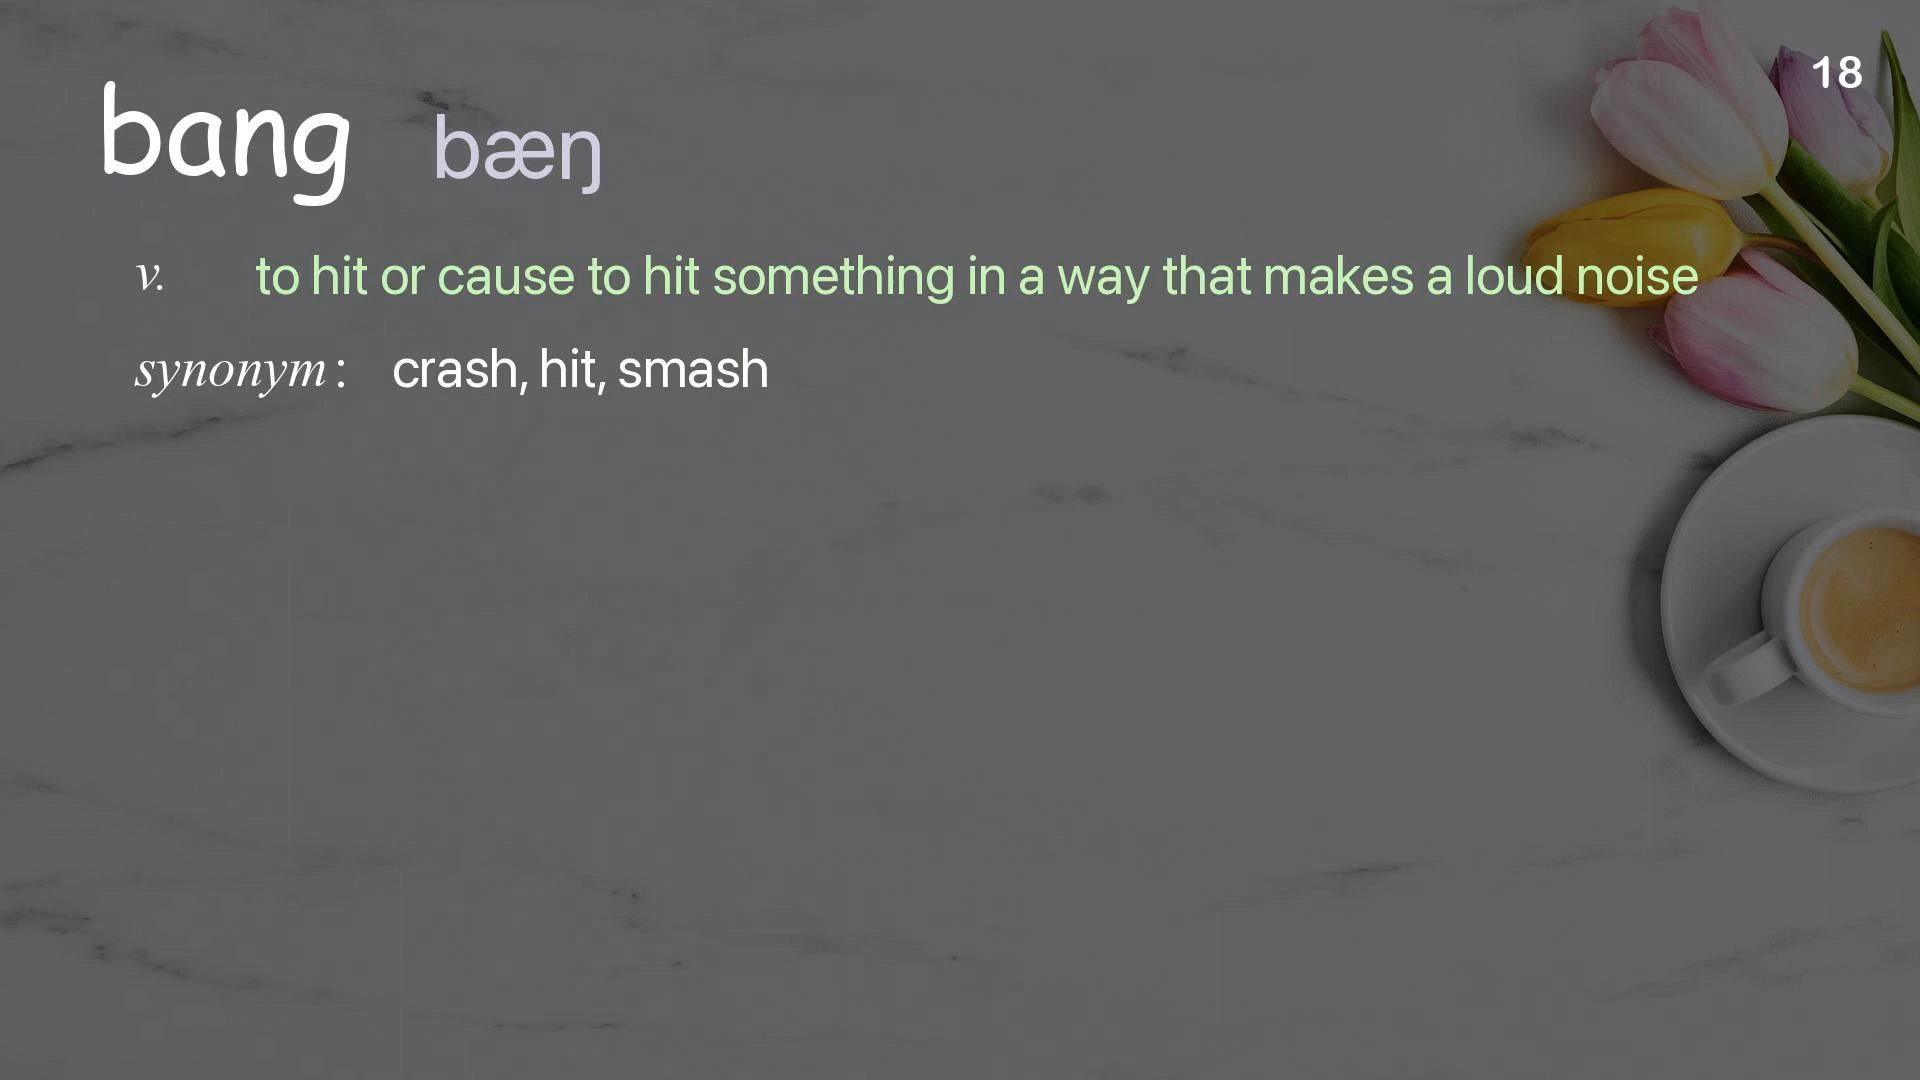 18
bang bæŋ
v. to hit or cause to hit something in a way that makes a loud noise
synonym: crash, hit, smash